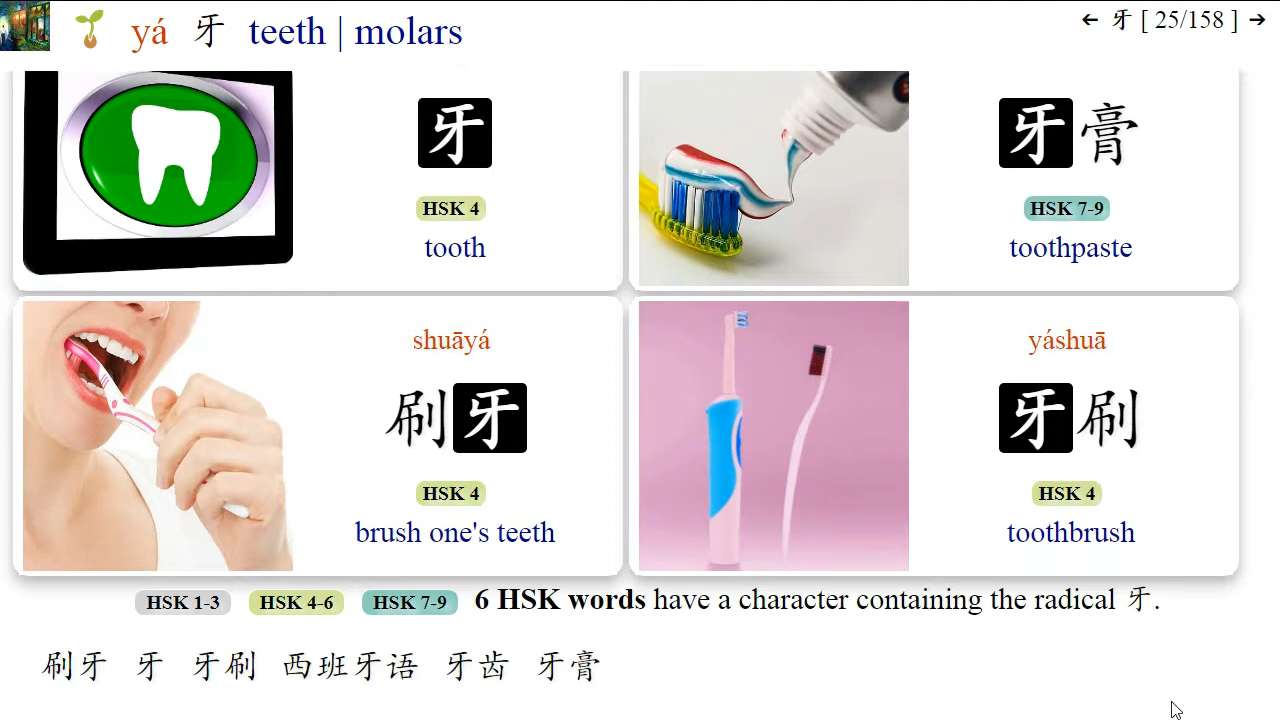 yá 牙 teeth | molars
← 牙 [ 25/158 ] →
牙
HSK 4
tooth
牙膏
HSK 7-9
toothpaste
shuāyá
刷牙
HSK 4
brush one's teeth
yáshuā
牙刷
HSK 4
toothbrush
HSK 1-3 HSK 4-6 HSK 7-9 6 HSK words have a character containing the radical 牙.
刷牙 牙 牙刷 西班牙语 牙齿 牙膏